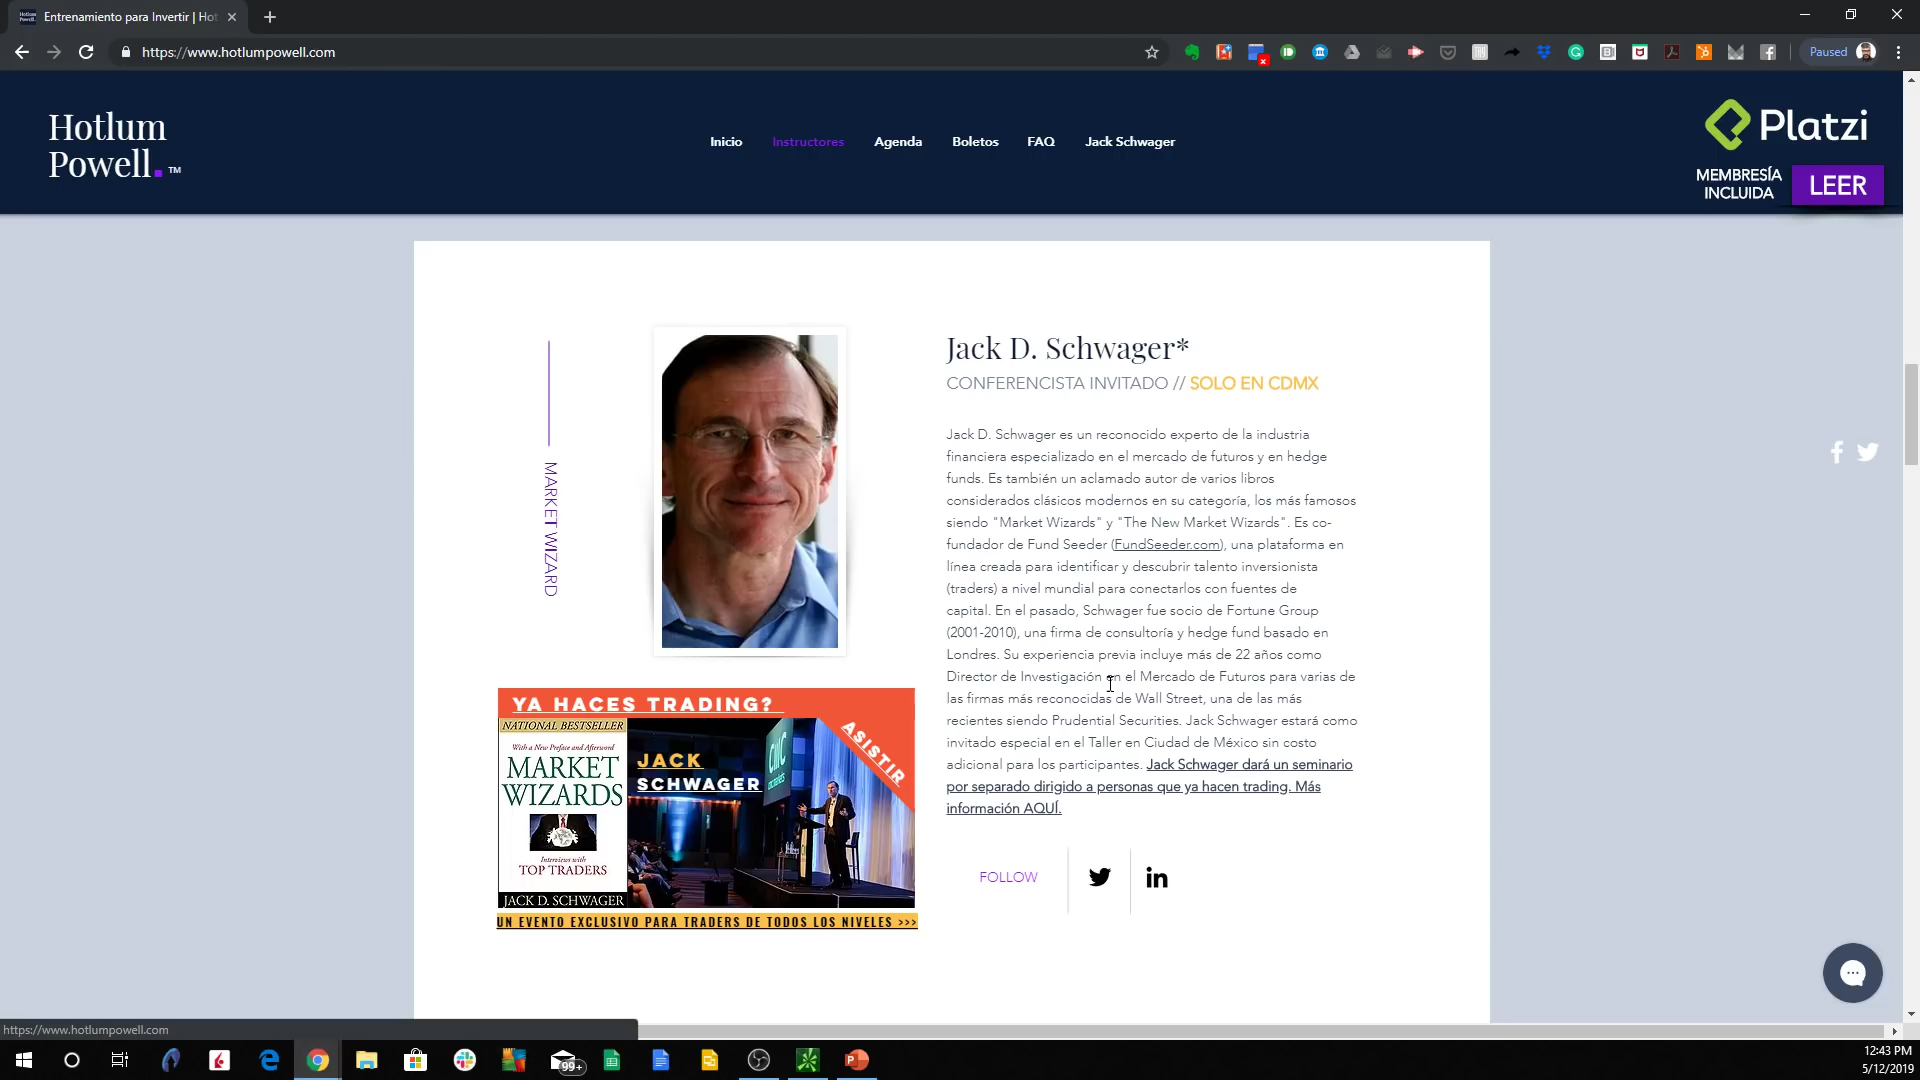 Entrenamiento para Invertir | Hot
https://www.hotlumpowell.com
Paused
Hotlum
Powell.™
Inicio
Instructores
Agenda
Boletos
FAQ
Jack Schwager
Platzi
MEMBRESÍA
INCLUIDA
LEER
MARKET WIZARD
Jack D. Schwager*
CONFERENCISTA INVITADO // SOLO EN CDMX
Jack D. Schwager es un reconocido experto de la industria
financiera especializado en el mercado de futuros y en hedge
funds. Es también un aclamado autor de varios libros
considerados clásicos modernos en su categoría, los más famosos
siendo "Market Wizards" y "The New Market Wizards". Es co-
fundador de Fund Seeder (FundSeeder.com), una plataforma en
línea creada para identificar y descubrir talento inversionista
(traders) a nivel mundial para conectarlos con fuentes de
capital. En el pasado, Schwager fue socio de Fortune Group
(2001-2010), una firma de consultoría y hedge fund basado en
Londres. Su experiencia previa incluye más de 22 años como
Director de Investigación en el Mercado de Futuros para varias de
las firmas más reconocidas de Wall Street, una de las más
recientes siendo Prudential Securities. Jack Schwager estará como
invitado especial en el Taller en Ciudad de México sin costo
adicional para los participantes. Jack Schwager dará un seminario
por separado dirigido a personas que ya hacen trading. Más
información AQUÍ.
FOLLOW
YA HACES TRADING?
ASISTIR
NATIONAL BESTSELLER
With a New Preface and Afterword
MARKET
WIZARDS
Interviews with
TOP TRADERS
JACK D. SCHWAGER
JACK
SCHWAGER
cmc
UN EVENTO EXCLUSIVO PARA TRADERS DE TODOS LOS NIVELES >>>
https://www.hotlumpowell.com
99+
12:43 PM
5/12/2019